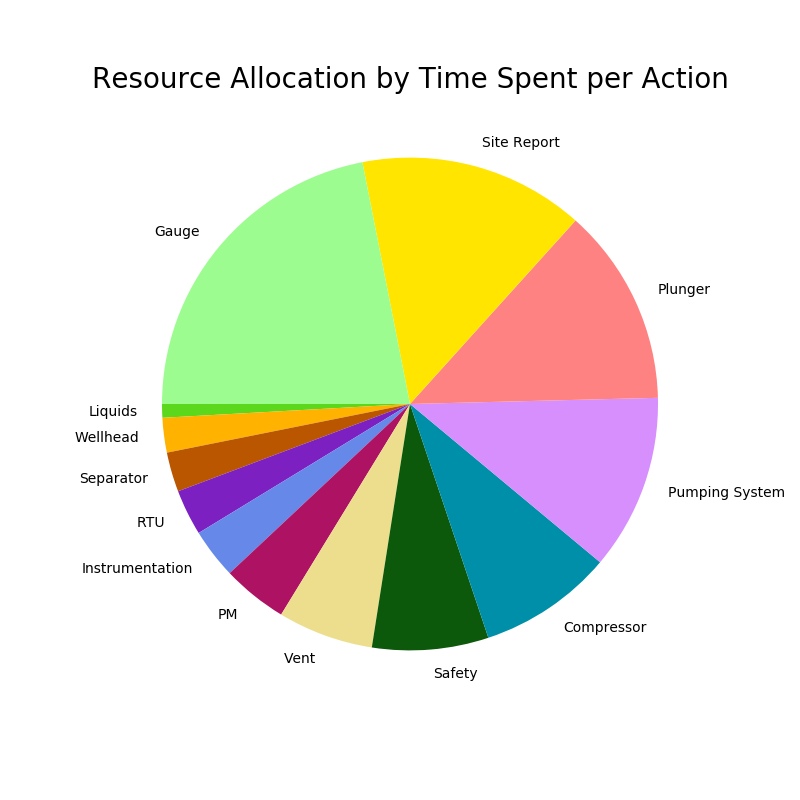 Resource Allocation by Time Spent per Action
Site Report
Gauge
Plunger
Liquids
Wellhead
Separator
Pumping System
RTU
Instrumentation
PM
Compressor
Vent
Safety